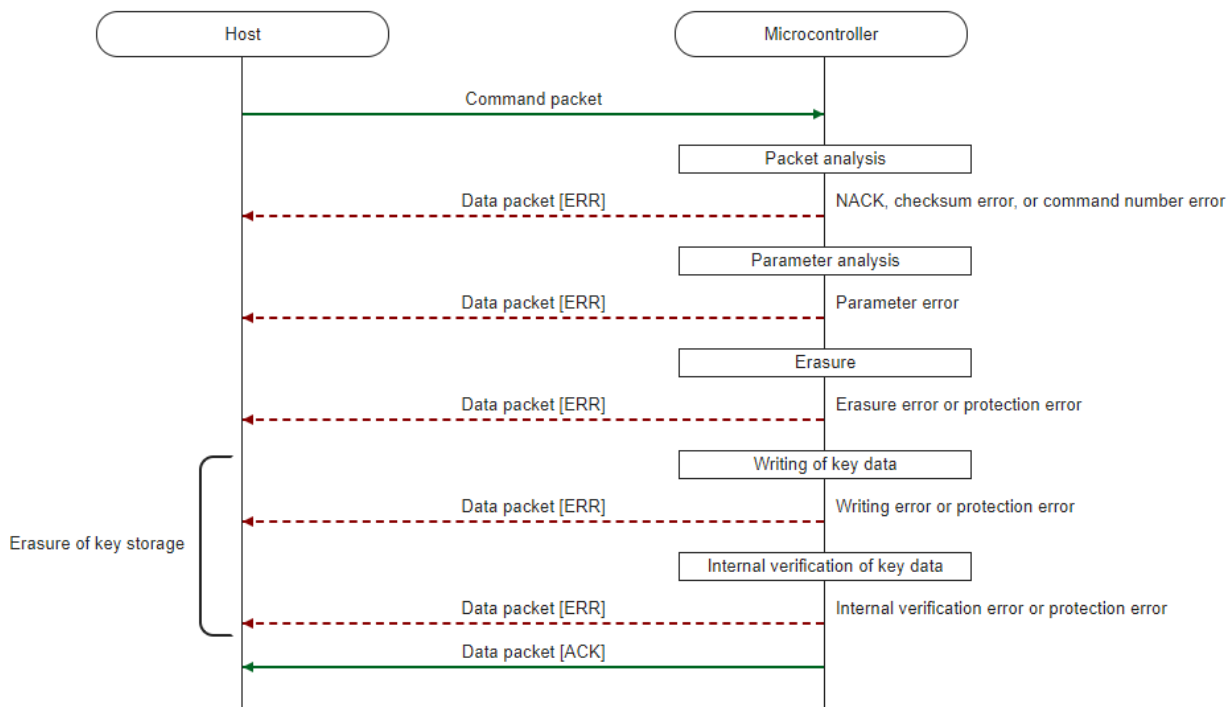 Host
Microcontroller
Command packet
Packet analysis
Data packet [ERR]
NACK, checksum error, or command number error
Parameter analysis
Data packet [ERR]
Parameter error
Erasure
Data packet [ERR]
Erasure error or protection error
Writing of key data
Data packet [ERR]
Writing error or protection error
Erasure of key storage
Internal verification of key data
Data packet [ERR]
Internal verification error or protection error
Data packet [ACK]